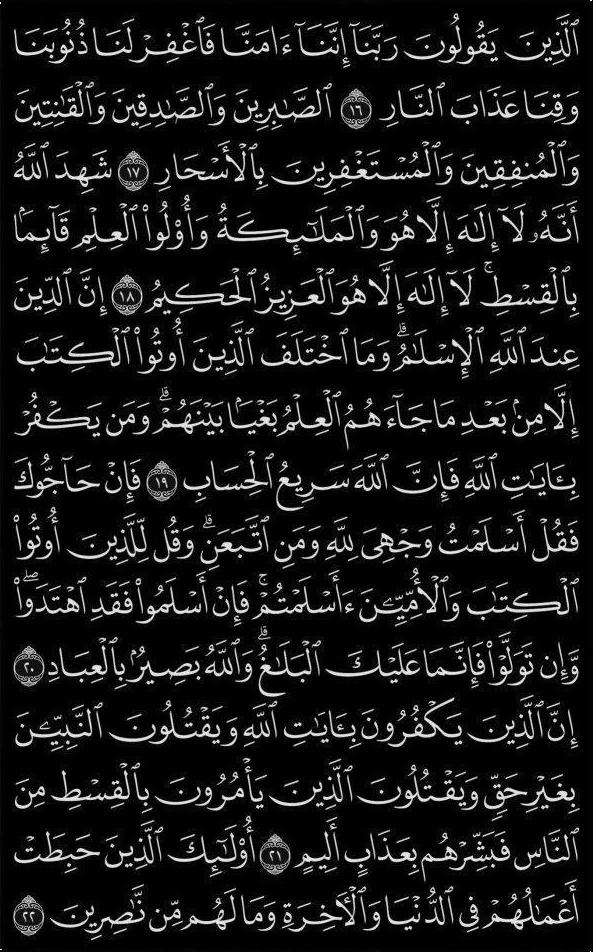 ٱلَّذِينَ يَقُولُونَ رَبَّنَآ إِنَّنَآ ءَامَنَّا فَٱغْفِرْ لَنَا ذُنُوبَنَا
وَقِنَا عَذَابَ ٱلنَّارِ ١٦ ٱلصَّٰبِرِينَ وَٱلصَّٰدِقِينَ وَٱلْقَٰنِتِينَ
وَٱلْمُنفِقِينَ وَٱلْمُسْتَغْفِرِينَ بِٱلْأَسْحَارِ ١٧ شَهِدَ ٱللَّهُ
أَنَّهُۥ لَآ إِلَٰهَ إِلَّا هُوَ وَٱلْمَلَٰٓئِكَةُ وَأُو۟لُوا۟ ٱلْعِلْمِ قَآئِمًۢا
بِٱلْقِسْطِ ۚ لَآ إِلَٰهَ إِلَّا هُوَ ٱلْعَزِيزُ ٱلْحَكِيمُ ١٨ إِنَّ ٱلدِّينَ
عِندَ ٱللَّهِ ٱلْإِسْلَٰمُ ۗ وَمَا ٱخْتَلَفَ ٱلَّذِينَ أُوتُوا۟ ٱلْكِتَٰبَ
إِلَّا مِنۢ بَعْدِ مَا جَآءَهُمُ ٱلْعِلْمُ بَغْيًۢا بَيْنَهُمْ ۗ وَمَن يَكْفُرْ
بِـَٔايَٰتِ ٱللَّهِ فَإِنَّ ٱللَّهَ سَرِيعُ ٱلْحِسَابِ ١٩ فَإِنْ حَآجُّوكَ
فَقُلْ أَسْلَمْتُ وَجْهِىَ لِلَّهِ وَمَنِ ٱتَّبَعَنِ ۗ وَقُل لِّلَّذِينَ أُوتُوا۟
ٱلْكِتَٰبَ وَٱلْأُمِّيِّـۧنَ ءَأَسْلَمْتُمْ ۚ فَإِنْ أَسْلَمُوا۟ فَقَدِ ٱهْتَدَوا۟ ۖ
وَّإِن تَوَلَّوْا۟ فَإِنَّمَا عَلَيْكَ ٱلْبَلَٰغُ ۗ وَٱللَّهُ بَصِيرٌۢ بِٱلْعِبَادِ ٢٠
إِنَّ ٱلَّذِينَ يَكْفُرُونَ بِـَٔايَٰتِ ٱللَّهِ وَيَقْتُلُونَ ٱلنَّبِيِّـۧنَ
بِغَيْرِ حَقٍّ وَيَقْتُلُونَ ٱلَّذِينَ يَأْمُرُونَ بِٱلْقِسْطِ مِنَ
ٱلنَّاسِ فَبَشِّرْهُم بِعَذَابٍ أَلِيمٍ ٢١ أُو۟لَٰٓئِكَ ٱلَّذِينَ حَبِطَتْ
أَعْمَٰلُهُمْ فِى ٱلدُّنْيَا وَٱلْءَاخِرَةِ وَمَا لَهُم مِّن نَّٰصِرِينَ ٢٢